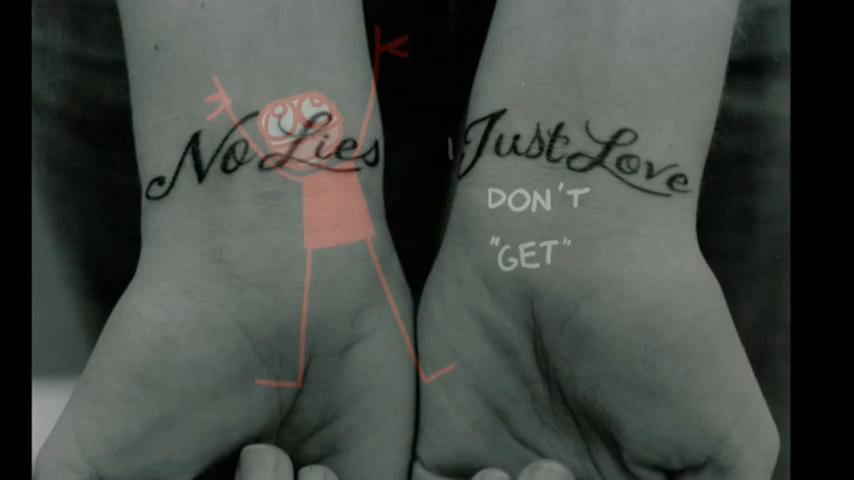 No Lies
Just Love
I
DON'T
"GET"